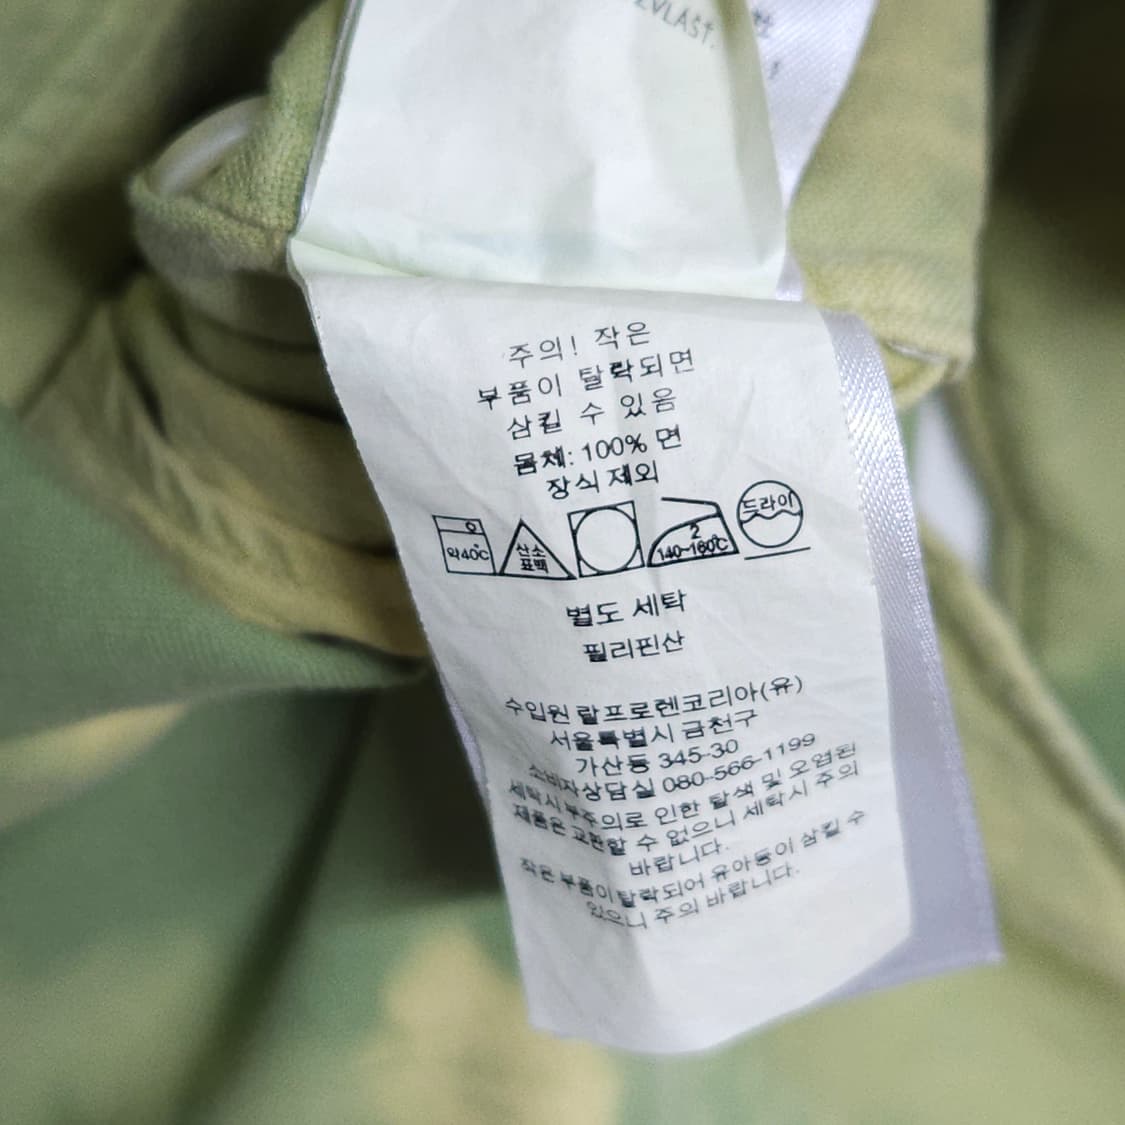 ZVLAST.
주의! 작은
부품이 탈락되면
삼킬 수 있음
몸체: 100% 면
장식 제외
약40℃
산소
표백
2
140~160℃
드라이
별도 세탁
필리핀산
수입원 랄프로렌코리아(유)
서울특별시 금천구
가산동 345-30
소비자상담실 080-566-1199
세탁시 부주의로 인한 탈색 및 오염된
제품은 교환할 수 없으니 세탁시 주의
바랍니다.
작은 부품이 탈락되어 유아등이 삼킬 수
있으니 주의 바랍니다.